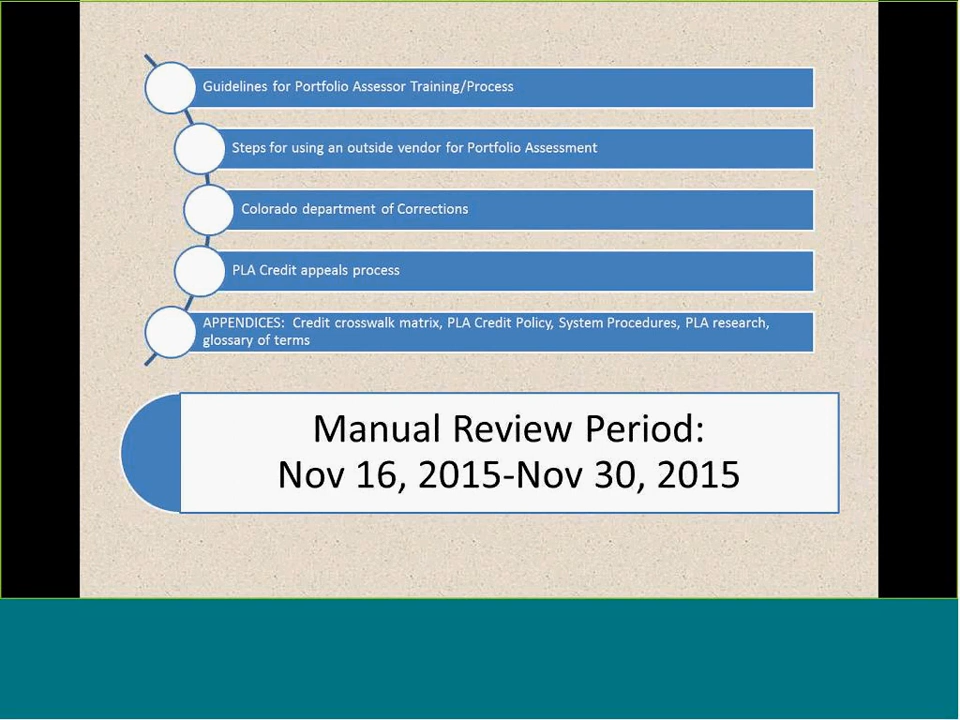 Guidelines for Portfolio Assessor Training/Process
Steps for using an outside vendor for Portfolio Assessment
Colorado department of Corrections
PLA Credit appeals process
APPENDICES:  Credit crosswalk matrix, PLA Credit Policy, System Procedures, PLA research,
glossary of terms
Manual Review Period:
Nov 16, 2015-Nov 30, 2015